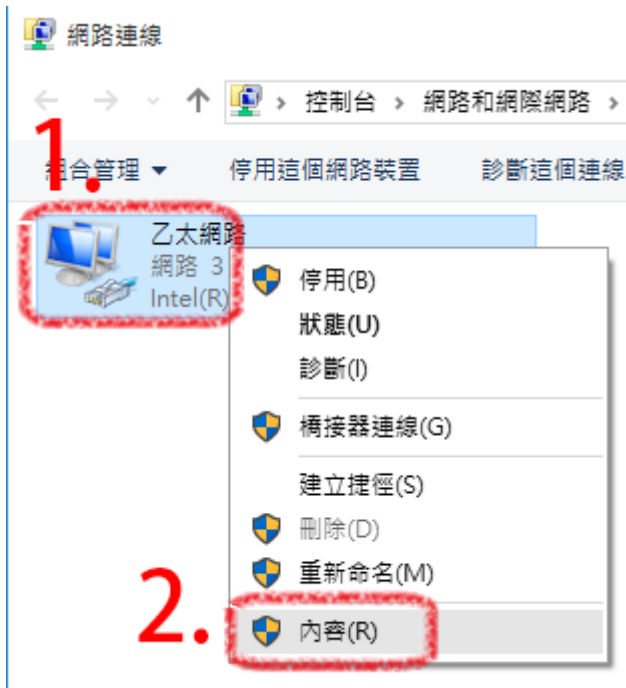 網路連線
控制台 › 網路和網際網路 ›
1.
組合管理 停用這個網路裝置 診斷這個連線
乙太網路
網路 3
Intel(R)
停用(B)
狀態(U)
診斷(I)
橋接器連線(G)
建立捷徑(S)
刪除(D)
重新命名(M)
2.
內容(R)